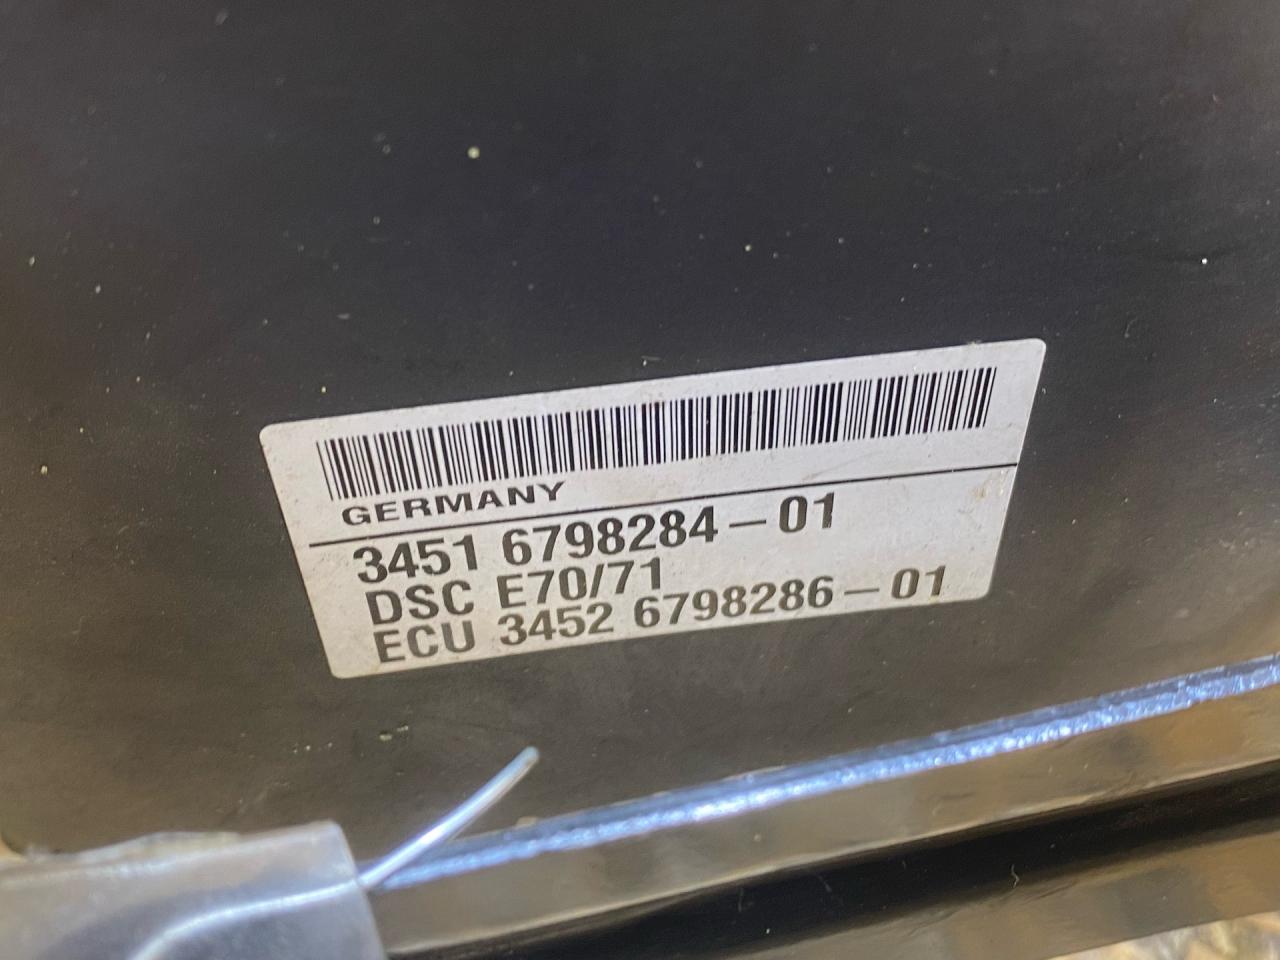 GERMANY
3451 6798284-01
DSC E70/71
ECU 3452 6798286-01